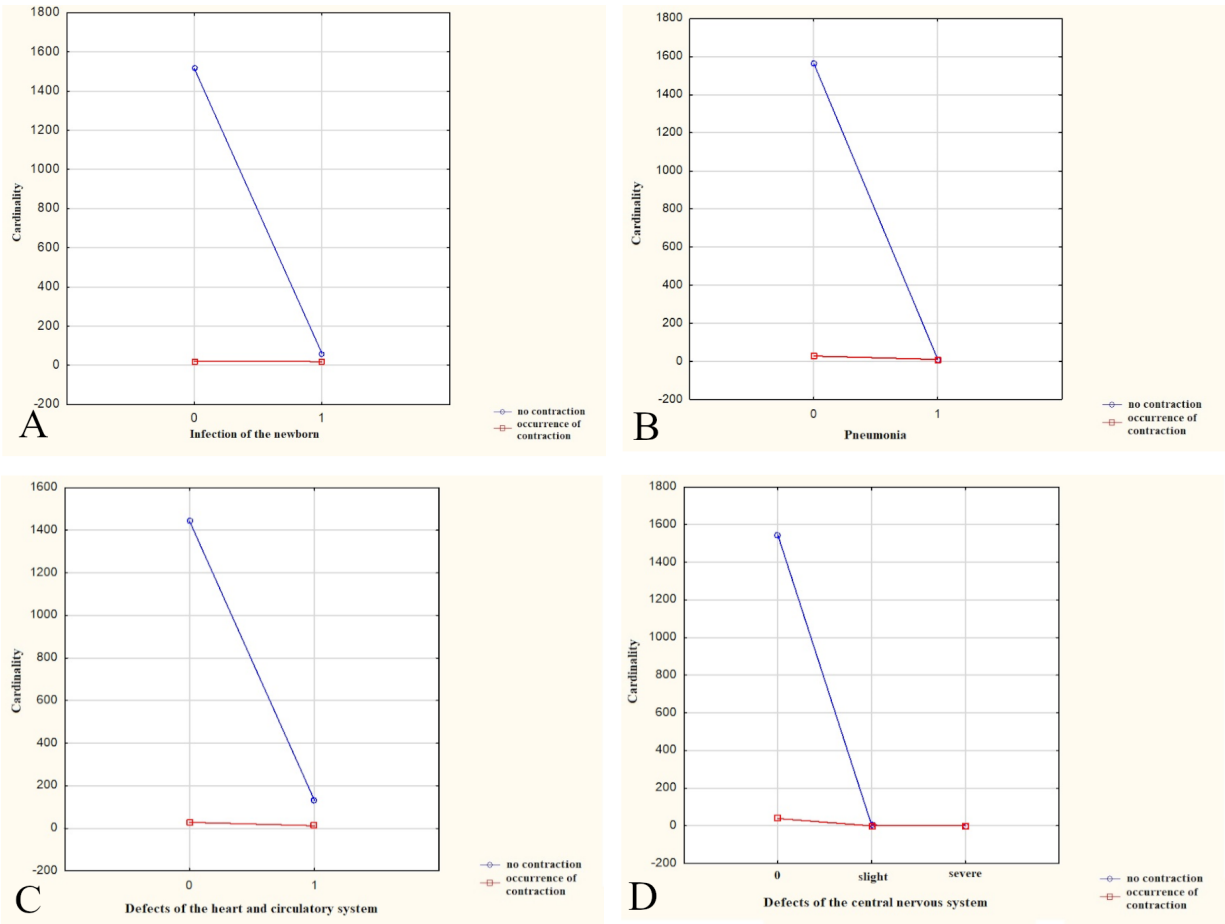 1800
1600
1400
1200
1000
800
600
400
200
0
-200
Cardinality
0 1
Infection of the newborn
no contraction
occurrence of
contraction
A
1800
1600
1400
1200
1000
800
600
400
200
0
-200
Cardinality
0 1
Pneumonia
no contraction
occurrence of
contraction
B
1600
1400
1200
1000
800
600
400
200
0
-200
Cardinality
0 1
Defects of the heart and circulatory system
no contraction
occurrence of
contraction
C
1800
1600
1400
1200
1000
800
600
400
200
0
-200
Cardinality
0 slight severe
Defects of the central nervous system
no contraction
occurrence of
contraction
D